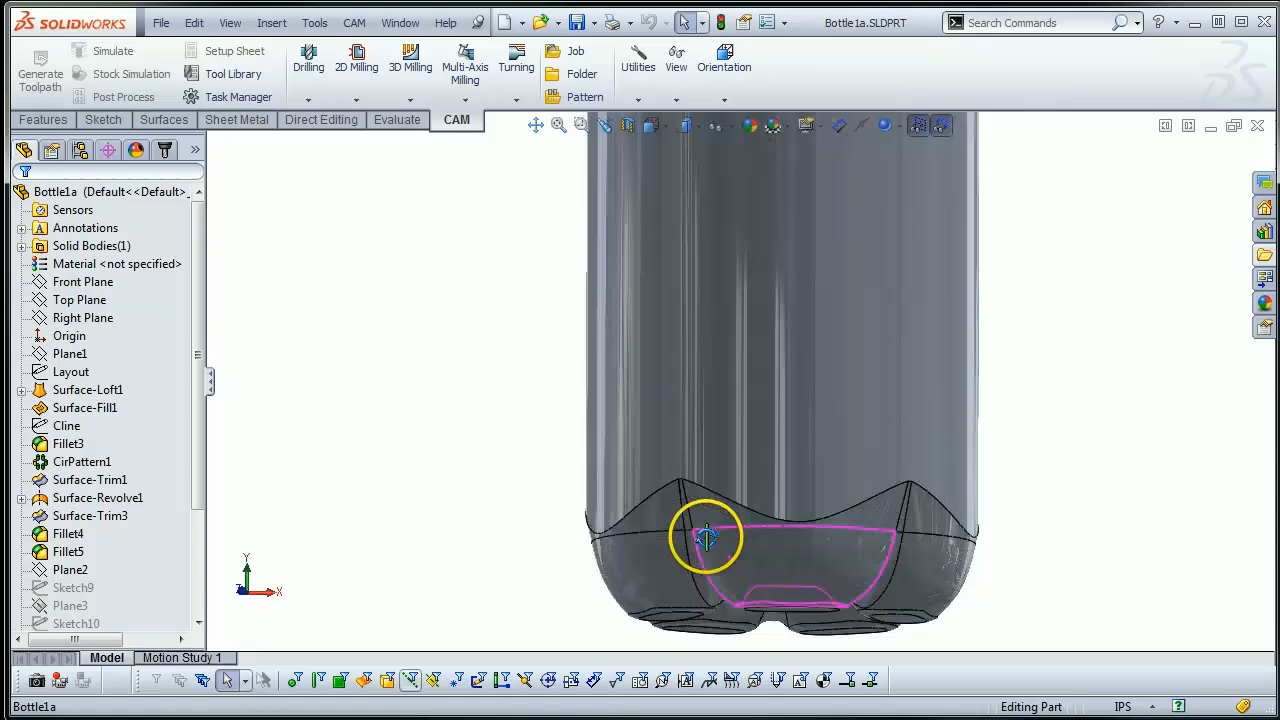 SOLIDWORKS File Edit View Insert Tools CAM Window Help Bottle1a.SLDPRT Search Commands
Generate Toolpath
Simulate Setup Sheet
Stock Simulation Tool Library
Post Process Task Manager
Drilling 2D Milling 3D Milling Multi-Axis Milling Turning
Job
Folder
Pattern
Utilities View Orientation
Features Sketch Surfaces Sheet Metal Direct Editing Evaluate CAM
Bottle1a (Default<<Default>_
Sensors
Annotations
Solid Bodies(1)
Material <not specified>
Front Plane
Top Plane
Right Plane
Origin
Plane1
Layout
Surface-Loft1
Surface-Fill1
Cline
Fillet3
CirPattern1
Surface-Trim1
Surface-Revolve1
Surface-Trim3
Fillet4
Fillet5
Plane2
Sketch9
Plane3
Sketch10
Y
X
Model Motion Study 1
Bottle1a Editing Part IPS